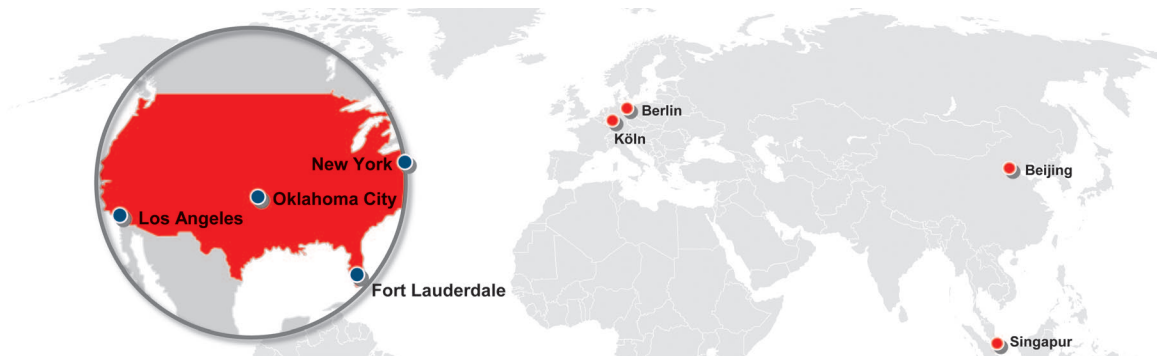 Berlin
Köln
New York
Beijing
Oklahoma City
Los Angeles
Fort Lauderdale
Singapur